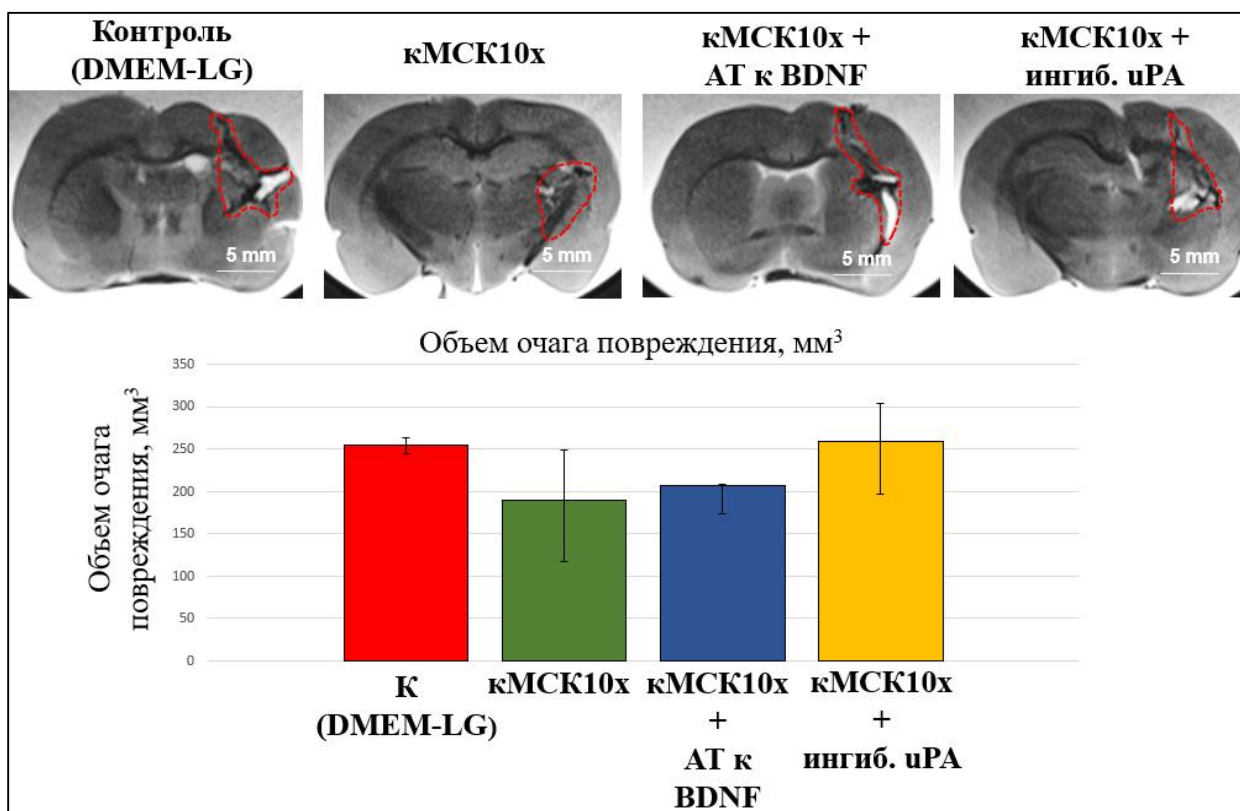 Контроль
(DMEM-LG)
кМСК10х
кМСК10х +
АТ к BDNF
кМСК10х +
ингиб. uPA
5 mm
5 mm
5 mm
5 mm
Объем очага повреждения, мм³
Объем очага
повреждения, мм³
350
300
250
200
150
100
50
0
К
(DMEM-LG)
кМСК10х
кМСК10х
+
АТ к
BDNF
кМСК10х
+
ингиб. uPA